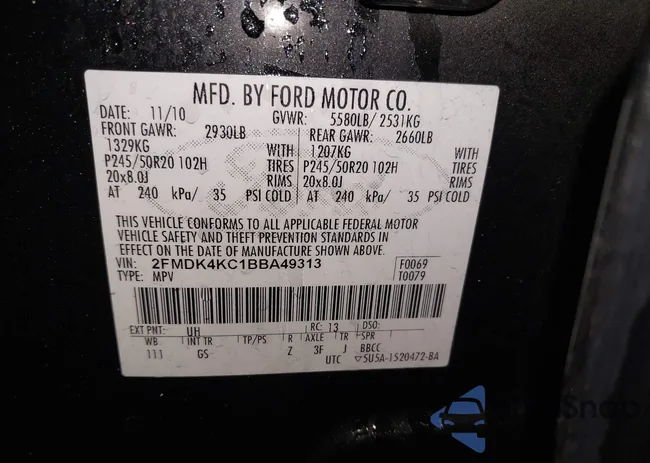 MFD. BY FORD MOTOR CO.
DATE: 11/10 GVWR: 5580LB/ 2531KG
FRONT GAWR: 2930LB REAR GAWR: 2660LB
1329KG WITH 1207KG WITH
P245/50R20 102H TIRES P245/50R20 102H TIRES
20x8.0J RIMS 20x8.0J RIMS
AT 240 kPa/ 35 PSI COLD AT 240 kPa/ 35 PSI COLD
THIS VEHICLE CONFORMS TO ALL APPLICABLE FEDERAL MOTOR
VEHICLE SAFETY AND THEFT PREVENTION STANDARDS IN
EFFECT ON THE DATE OF MANUFACTURE SHOWN ABOVE.
VIN: 2FMDK4KC1BBA49313 F0069
TYPE: MPV T0079
EXT PNT: UH RC: 13 DSO:
WB INT TR TP/PS R AXLE TR SPR
111 GS Z 3F J BBCC
UTC 5U5A-1520472-BA
AutoSnap